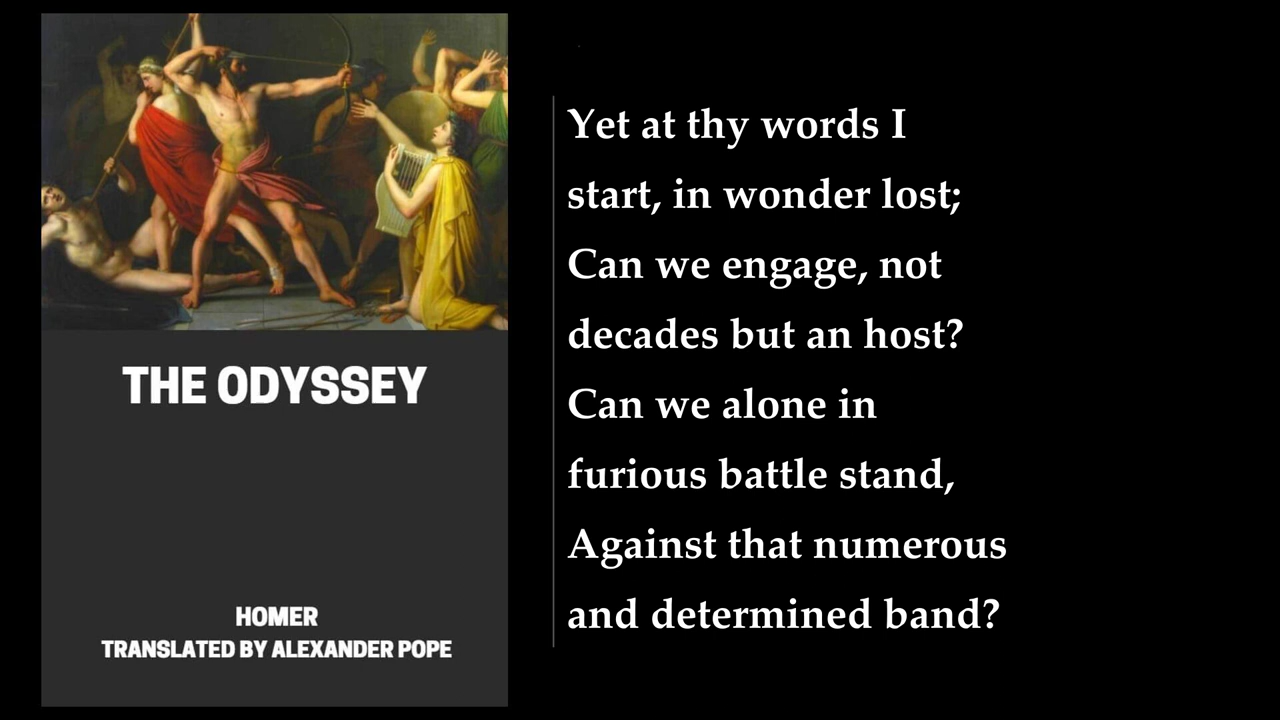 THE ODYSSEY
HOMER
TRANSLATED BY ALEXANDER POPE
Yet at thy words I
start, in wonder lost;
Can we engage, not
decades but an host?
Can we alone in
furious battle stand,
Against that numerous
and determined band?